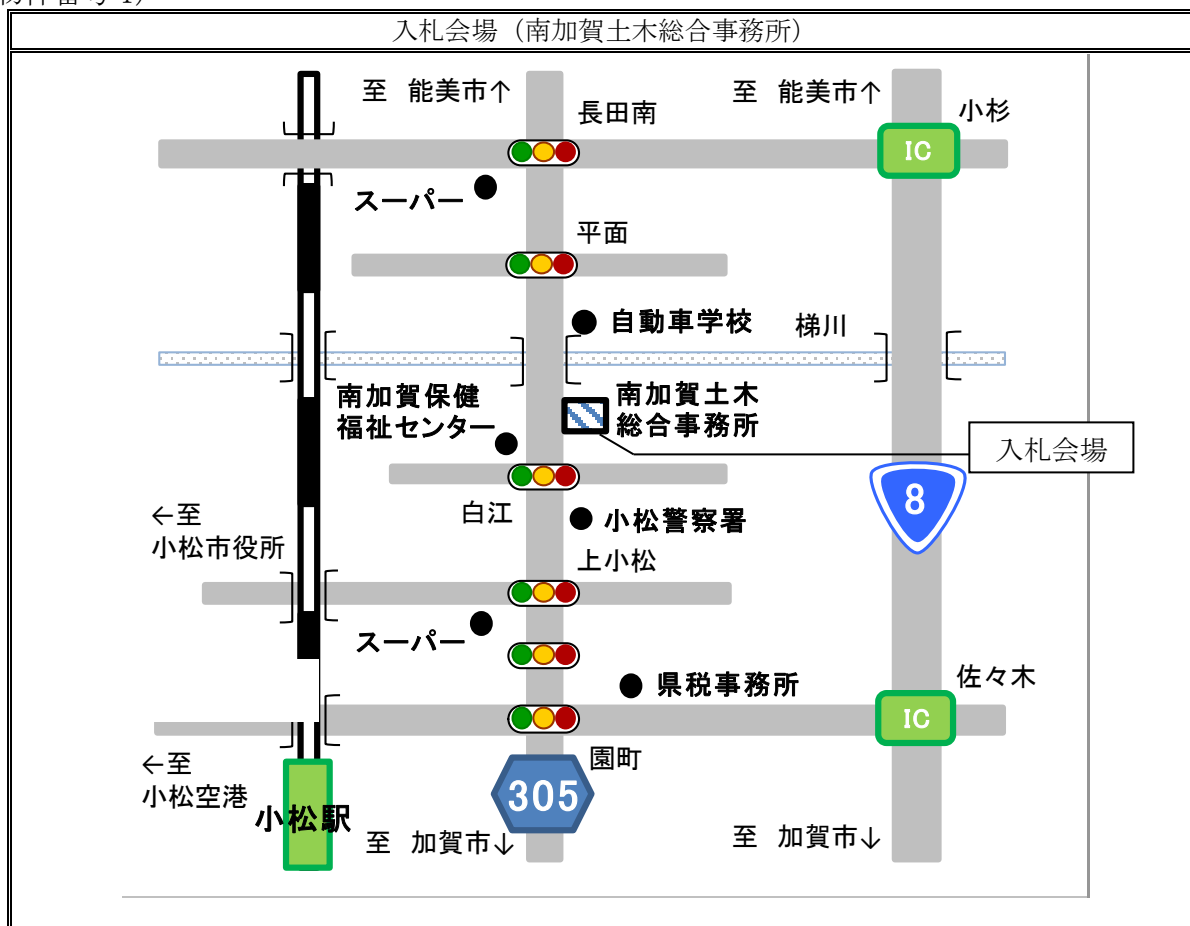 入札会場（南加賀土木総合事務所）
至　能美市↑
至　能美市↑
長田南
小杉
IC
スーパー
平面
自動車学校
梯川
南加賀保健
福祉センター
南加賀土木
総合事務所
入札会場
白江
8
←至
小松市役所
小松警察署
上小松
スーパー
県税事務所
佐々木
IC
園町
←至
小松空港
305
小松駅
至　加賀市↓
至　加賀市↓